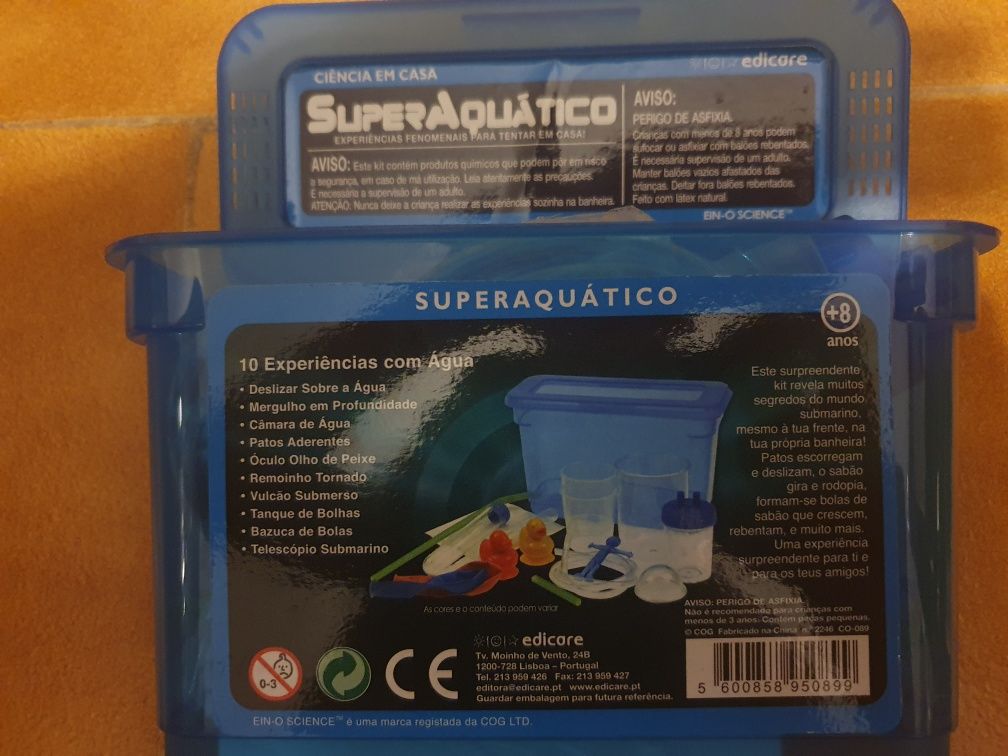 CIÊNCIA EM CASA
edicare
SUPERAQUÁTICO
EXPERIÊNCIAS FENOMENAIS PARA TENTAR EM CASA!
AVISO: Este kit contém produtos químicos que podem pôr em risco
a segurança, em caso de má utilização. Leia atentamente as precauções.
É necessária a supervisão de um adulto.
ATENÇÃO: Nunca deixe a criança realizar as experiências sozinha na banheira.
AVISO:
PERIGO DE ASFIXIA.
Crianças com menos de 8 anos podem
sufocar ou asfixiar com balões rebentados.
É necessária supervisão de um adulto.
Manter balões vazios afastados das
crianças. Deitar fora balões rebentados.
Feito com látex natural.
EIN-O SCIENCE™
SUPERAQUÁTICO
+8
anos
10 Experiências com Água
• Deslizar Sobre a Água
• Mergulho em Profundidade
• Câmara de Água
• Patos Aderentes
• Óculo Olho de Peixe
• Remoinho Tornado
• Vulcão Submerso
• Tanque de Bolhas
• Bazuca de Bolas
• Telescópio Submarino
Este surpreendente
kit revela muitos
segredos do mundo
submarino,
mesmo à tua frente, na
tua própria banheira!
Patos escorregam
e deslizam, o sabão
gira e rodopia,
formam-se bolas de
sabão que crescem,
rebentam, e muito mais.
Uma experiência
surpreendente para ti e
para os teus amigos!
As cores e o conteúdo podem variar
AVISO: PERIGO DE ASFIXIA.
Não é recomendado para crianças com
menos de 3 anos. Contém peças pequenas.
© COG Fabricado na China n.º 2246 CO-089
0-3
CE
edicare
Tv. Moinho de Vento, 24B
1200-728 Lisboa – Portugal
Tel. 213 959 426 Fax: 213 959 427
editora@edicare.pt www.edicare.pt
Guardar embalagem para futura referência.
5 600858 950899
EIN-O SCIENCE™ é uma marca registada da COG LTD.